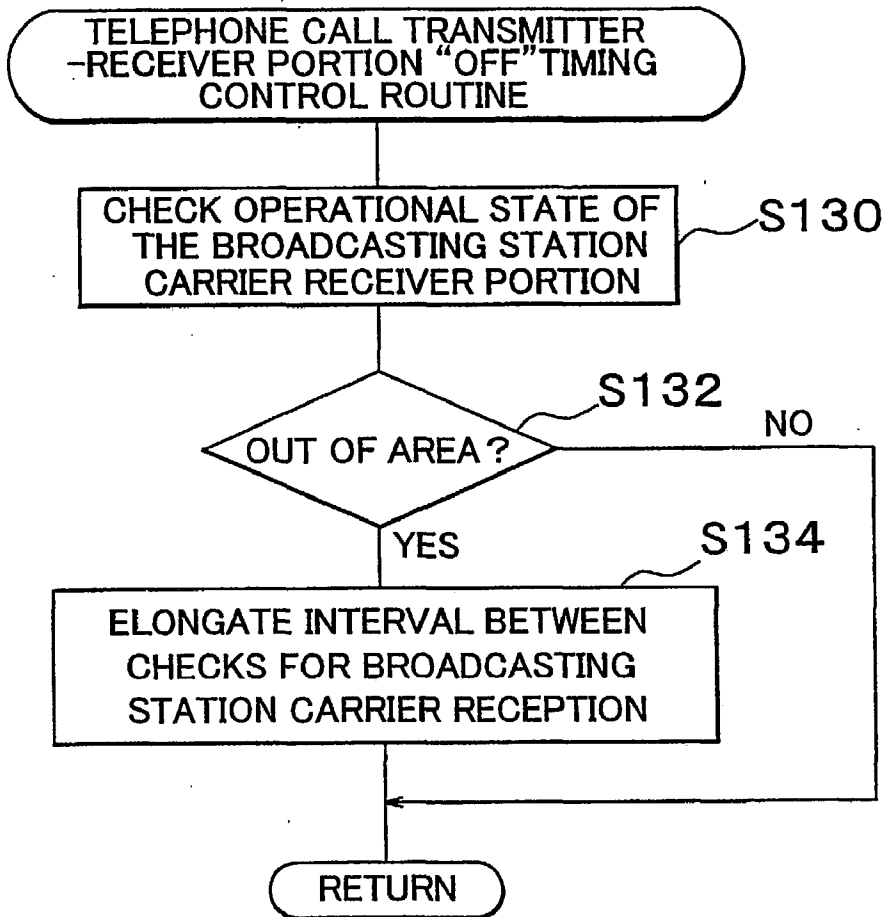 TELEPHONE CALL TRANSMITTER
-RECEIVER PORTION “OFF” TIMING
CONTROL ROUTINE
CHECK OPERATIONAL STATE OF
THE BROADCASTING STATION
CARRIER RECEIVER PORTION
S130
S132
OUT OF AREA?
NO
YES
S134
ELONGATE INTERVAL BETWEEN
CHECKS FOR BROADCASTING
STATION CARRIER RECEPTION
RETURN